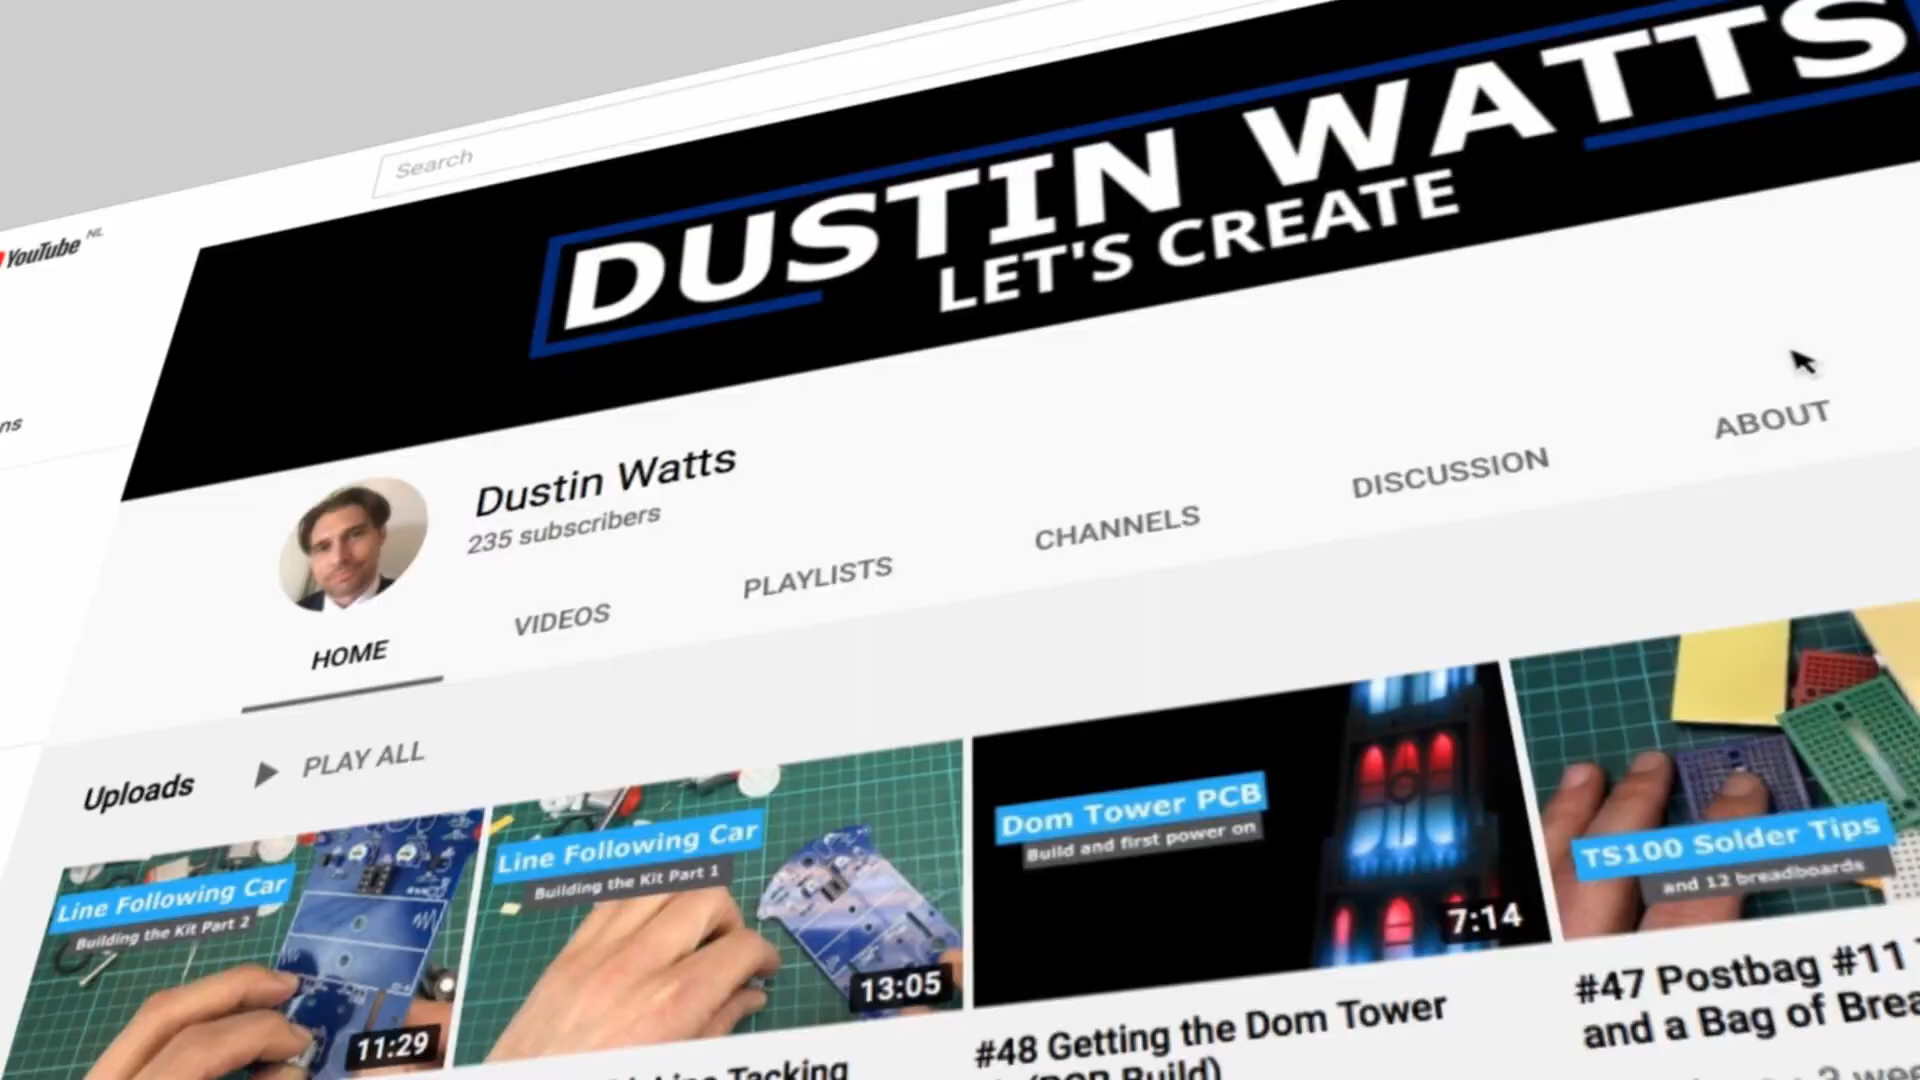 Search
YouTube NL
DUSTIN WATTS
LET'S CREATE
Dustin Watts
235 subscribers
HOME
VIDEOS
PLAYLISTS
CHANNELS
DISCUSSION
ABOUT
Uploads
PLAY ALL
Line Following Car
Building the Kit Part 2
11:29
Line Following Car
Building the Kit Part 1
13:05
Dom Tower PCB
Build and first power on
7:14
TS100 Solder Tips
and 12 breadboards
Tacking
#48 Getting the Dom Tower
Build)
#47 Postbag #11
and a Bag of